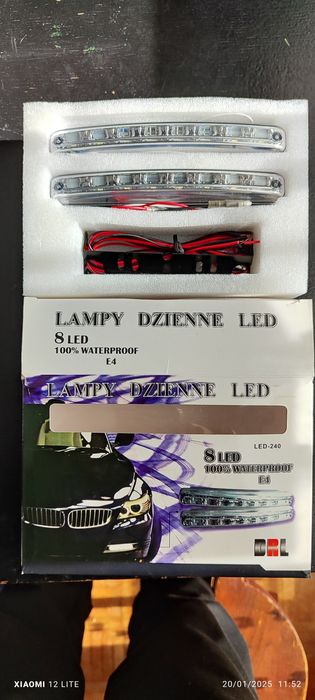 LAMPY DZIENNE LED
8 LED
100% WATERPROOF
E4
LAMPY DZIENNE LED
LED-240
8 LED
100% WATERPROOF
E4
DRL
XIAOMI 12 LITE
20/01/2025 11:52